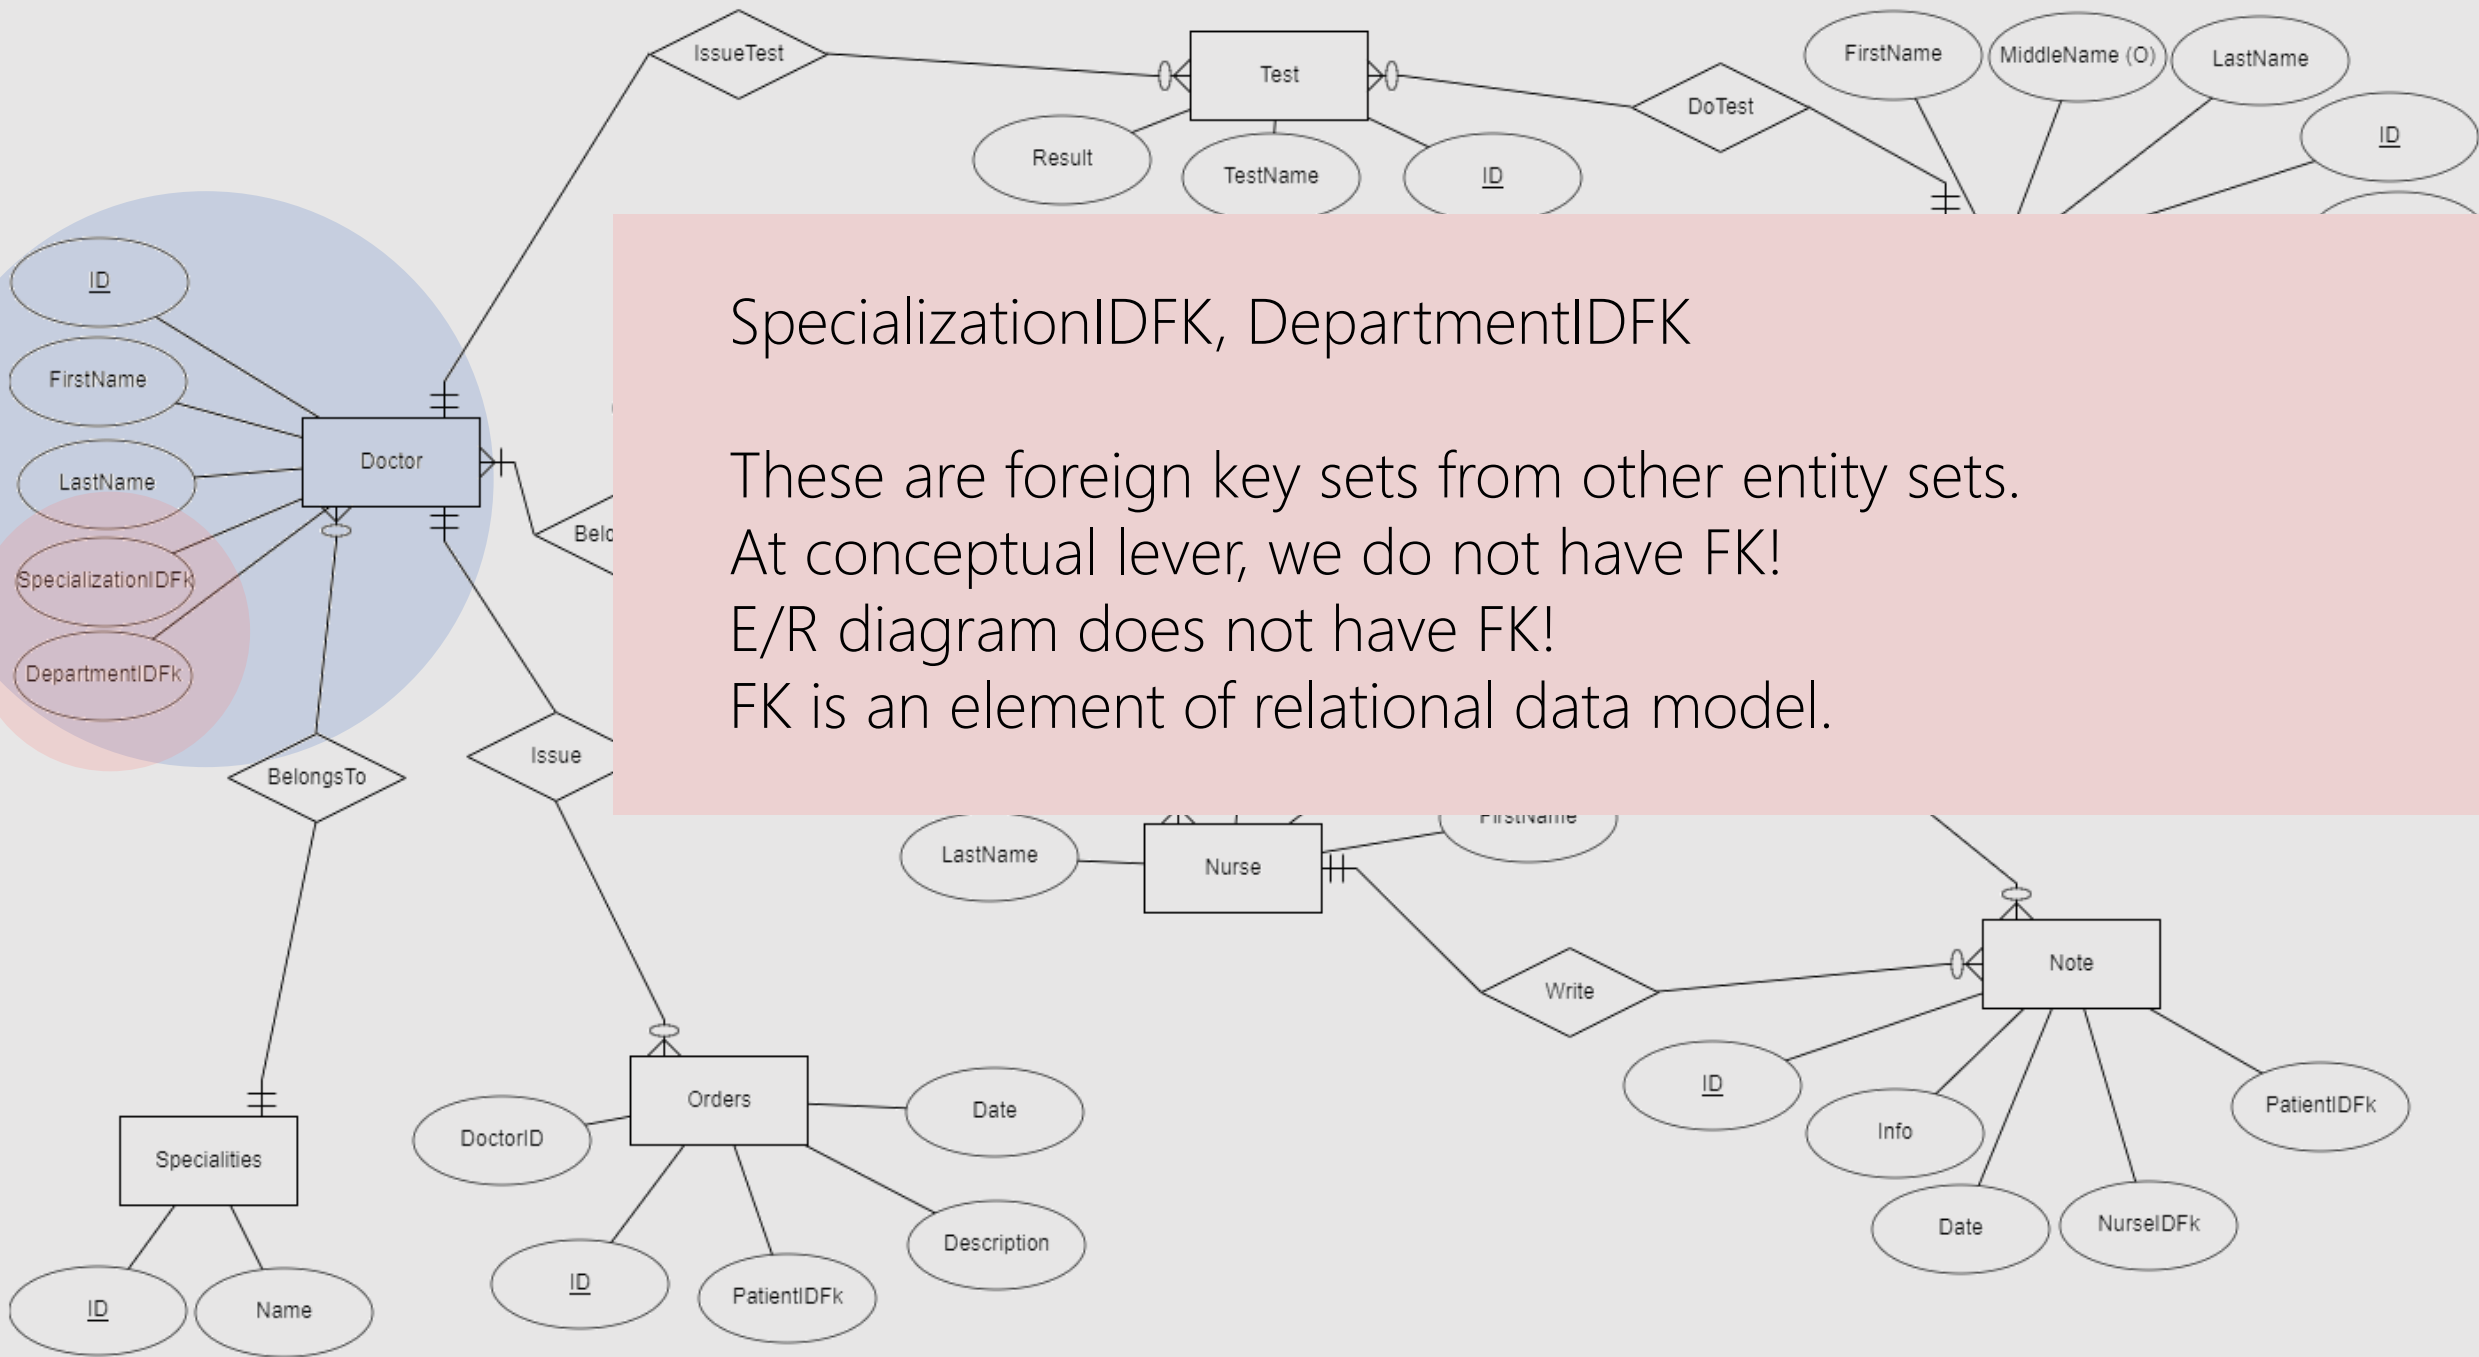 IssueTest
Test
FirstName
MiddleName (O)
LastName
DoTest
ID
Result
TestName
ID
ID
FirstName
LastName
Doctor
SpecializationIDFk
DepartmentIDFk
SpecializationIDFK, DepartmentIDFK
These are foreign key sets from other entity sets.
At conceptual lever, we do not have FK!
E/R diagram does not have FK!
FK is an element of relational data model.
BelongsTo
Issue
LastName
Nurse
FirstName
Write
Note
Specialities
Orders
DoctorID
Date
ID
Info
PatientIDFk
Date
NurseIDFk
Description
ID
Name
ID
PatientIDFk